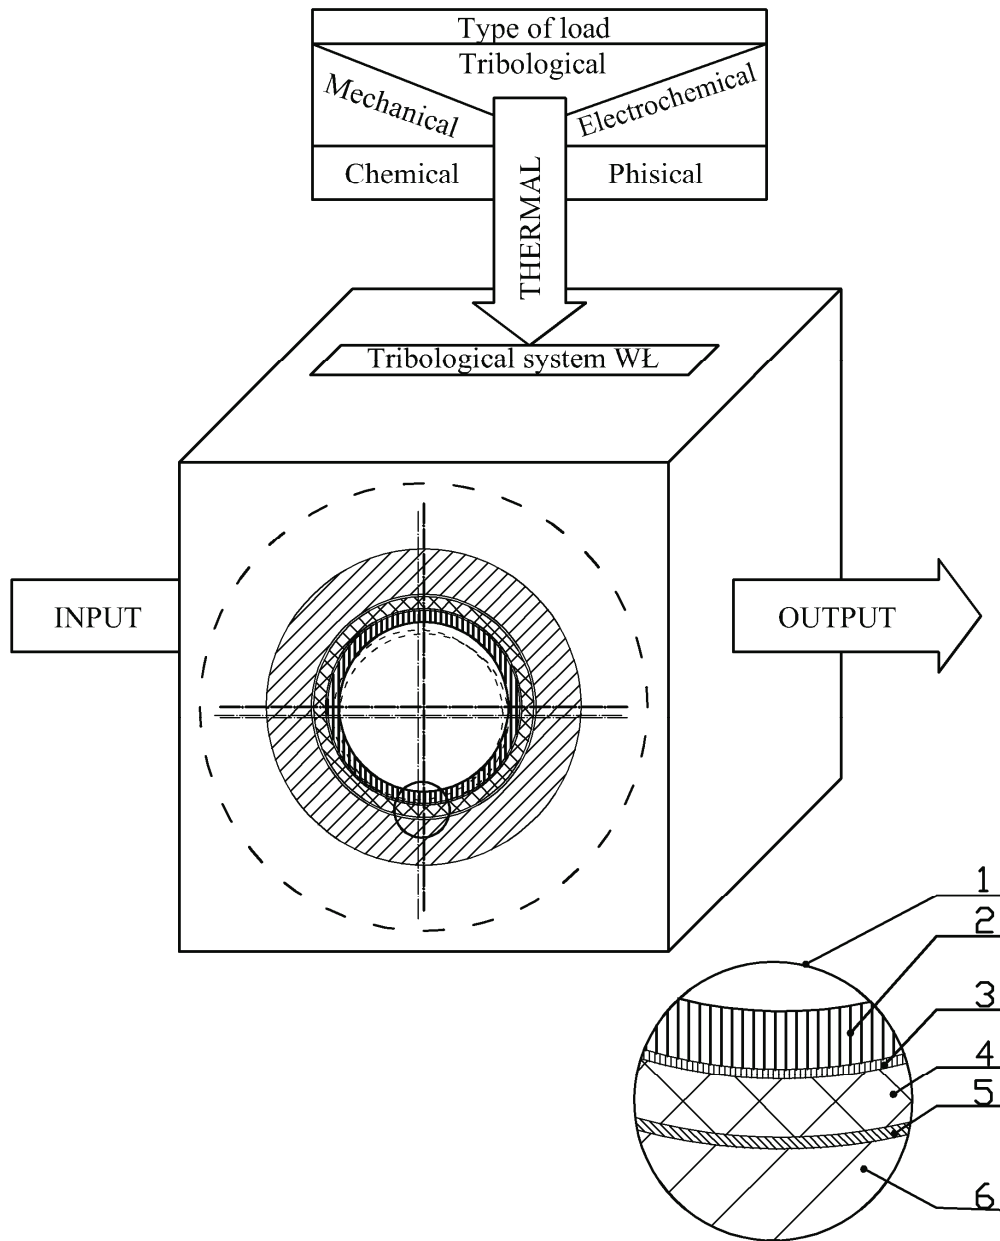 Type of load
Tribological
Mechanical
Electrochemical
Chemical
Phisical
THERMAL
Tribological system WŁ
INPUT
OUTPUT
1
2
3
4
5
6